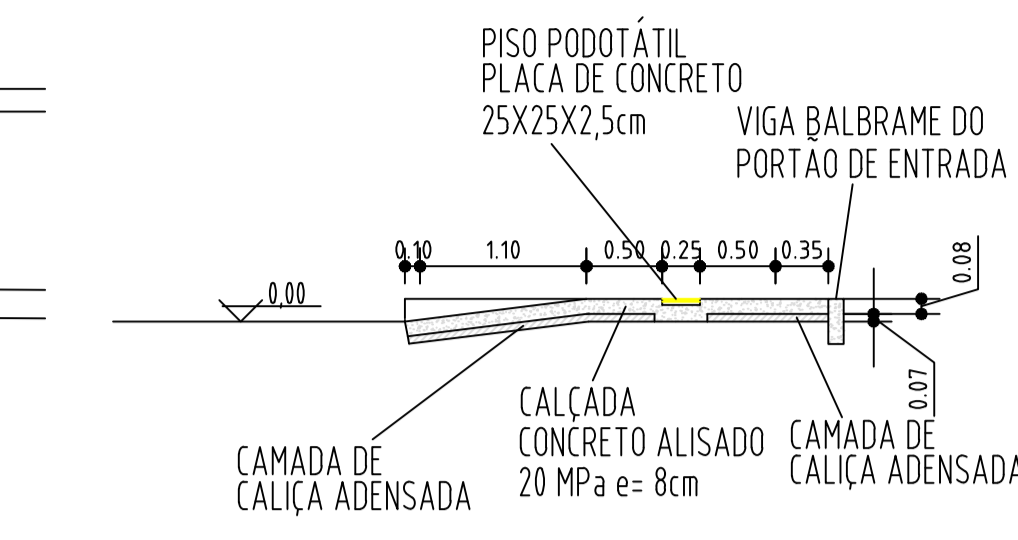 PISO PODOTÁTIL
PLACA DE CONCRETO
25X25X2,5cm
VIGA BALBRAME DO
PORTÃO DE ENTRADA
0.10 1.10 0.50 0.25 0.50 0.35
0.08
0,00
0.07
CALÇADA
CONCRETO ALISADO
20 MPa e= 8cm
CAMADA DE
CALIÇA ADENSADA
CAMADA DE
CALIÇA ADENSADA